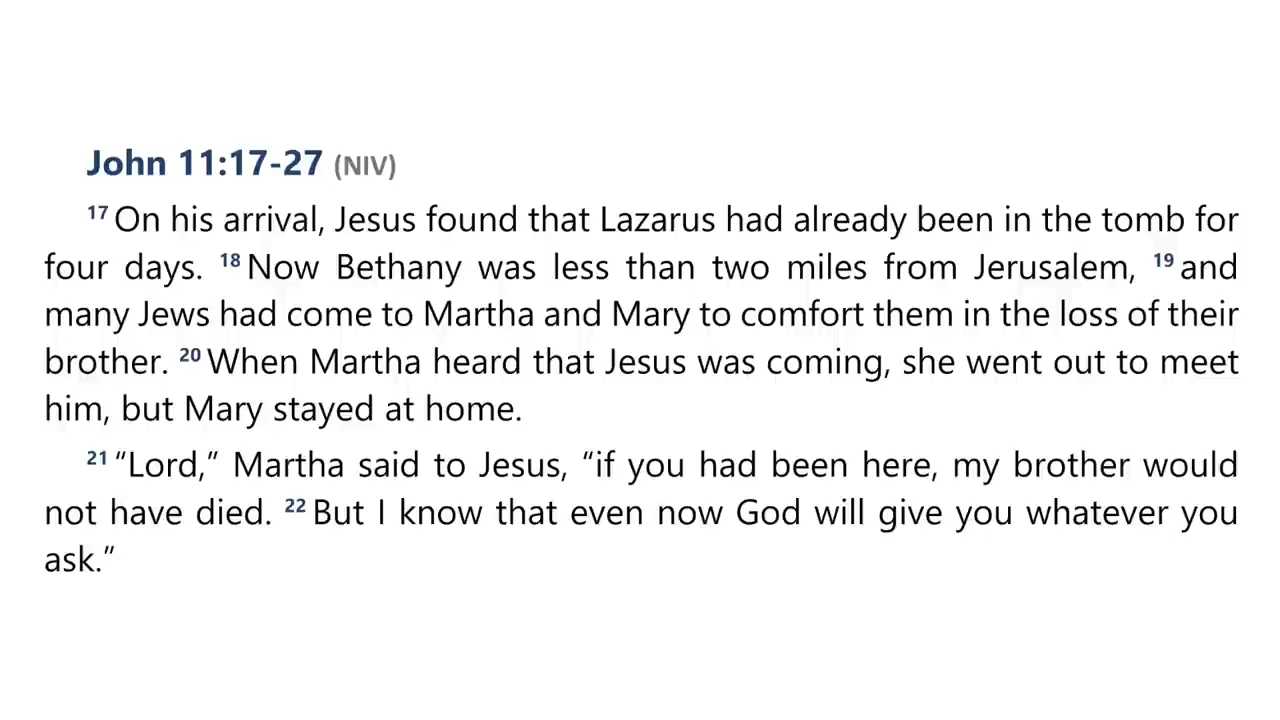 John 11:17-27 (NIV)
17 On his arrival, Jesus found that Lazarus had already been in the tomb for
four days. 18 Now Bethany was less than two miles from Jerusalem, 19 and
many Jews had come to Martha and Mary to comfort them in the loss of their
brother. 20 When Martha heard that Jesus was coming, she went out to meet
him, but Mary stayed at home.
21 “Lord,” Martha said to Jesus, “if you had been here, my brother would
not have died. 22 But I know that even now God will give you whatever you
ask.”